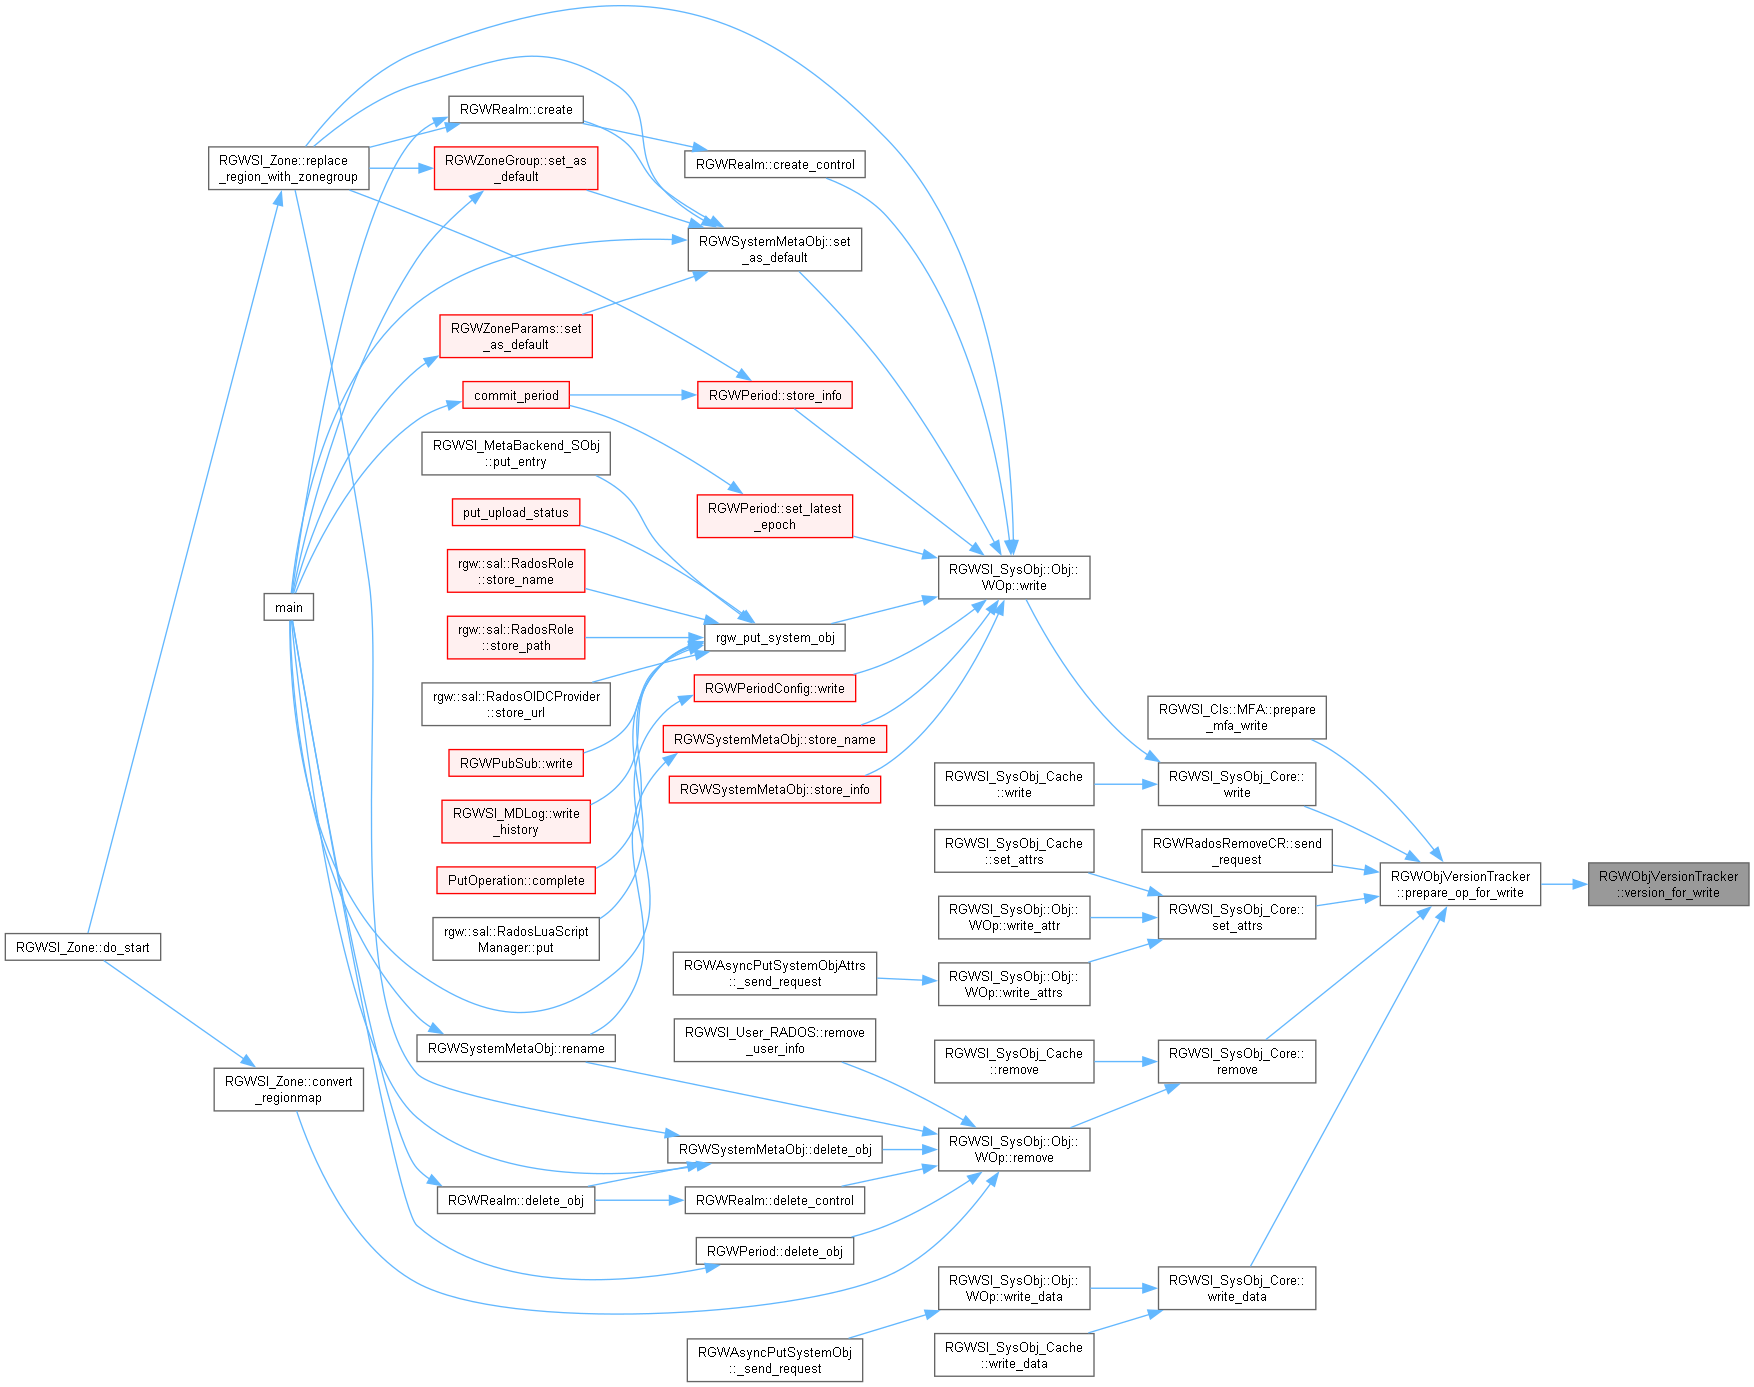 RGWRealm::create
RGWSI_Zone::replace
_region_with_zonegroup
RGWZoneGroup::set_as
_default
RGWRealm::create_control
RGWSystemMetaObj::set
_as_default
RGWZoneParams::set
_as_default
commit_period
RGWPeriod::store_info
RGWSI_MetaBackend_SObj
::put_entry
put_upload_status
RGWPeriod::set_latest
_epoch
rgw::sal::RadosRole
::store_name
RGWSI_SysObj::Obj::
WOp::write
main
rgw::sal::RadosRole
::store_path
rgw_put_system_obj
rgw::sal::RadosOIDCProvider
::store_url
RGWPeriodConfig::write
RGWSI_Cls::MFA::prepare
_mfa_write
RGWSystemMetaObj::store_name
RGWPubSub::write
RGWSystemMetaObj::store_info
RGWSI_SysObj_Cache
::write
RGWSI_SysObj_Core::
write
RGWSI_MDLog::write
_history
RGWSI_SysObj_Cache
::set_attrs
RGWRadosRemoveCR::send
_request
PutOperation::complete
RGWObjVersionTracker
::prepare_op_for_write
RGWObjVersionTracker
::version_for_write
RGWSI_SysObj::Obj::
WOp::write_attr
RGWSI_SysObj_Core::
set_attrs
rgw::sal::RadosLuaScript
Manager::put
RGWSI_Zone::do_start
RGWAsyncPutSystemObjAttrs
::_send_request
RGWSI_SysObj::Obj::
WOp::write_attrs
RGWSystemMetaObj::rename
RGWSI_User_RADOS::remove
_user_info
RGWSI_SysObj_Cache
::remove
RGWSI_SysObj_Core::
remove
RGWSI_Zone::convert
_regionmap
RGWSystemMetaObj::delete_obj
RGWSI_SysObj::Obj::
WOp::remove
RGWRealm::delete_obj
RGWRealm::delete_control
RGWPeriod::delete_obj
RGWSI_SysObj::Obj::
WOp::write_data
RGWSI_SysObj_Core::
write_data
RGWAsyncPutSystemObj
::_send_request
RGWSI_SysObj_Cache
::write_data